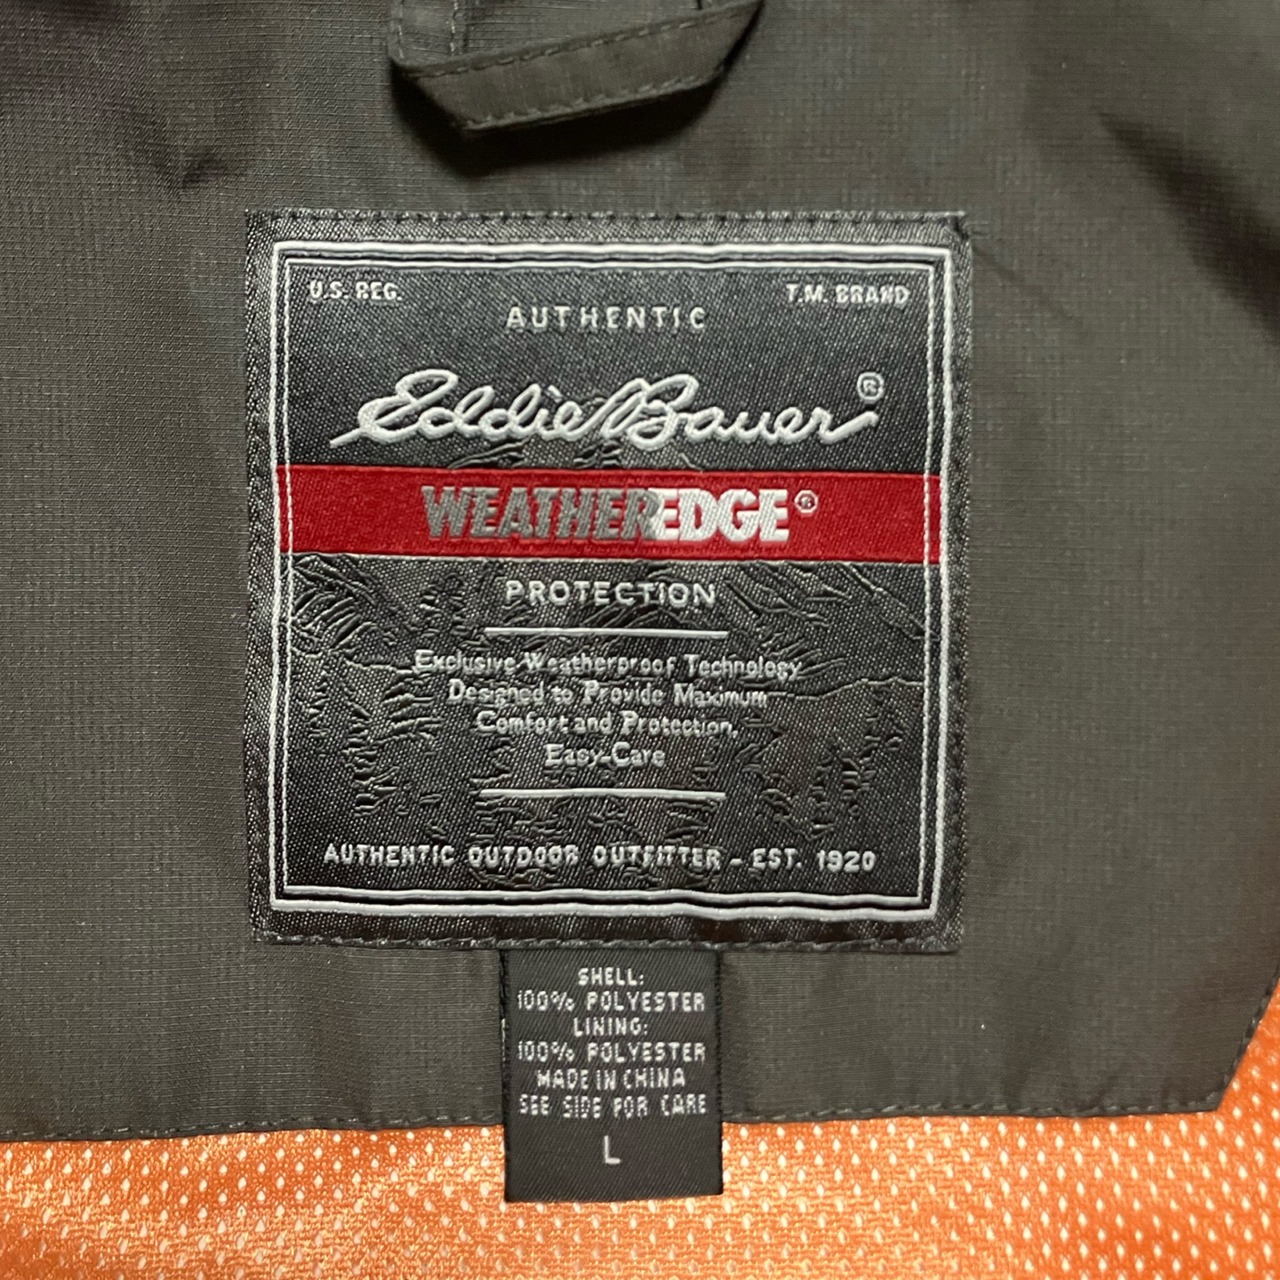 U.S. REG. T.M. BRAND
AUTHENTIC
Eddie Bauer®
WEATHEREDGE®
PROTECTION
Exclusive Weatherproof Technology
Designed to Provide Maximum
Comfort and Protection,
Easy-Care
AUTHENTIC OUTDOOR OUTFITTER - EST. 1920
SHELL:
100% POLYESTER
LINING:
100% POLYESTER
MADE IN CHINA
SEE SIDE FOR CARE
L